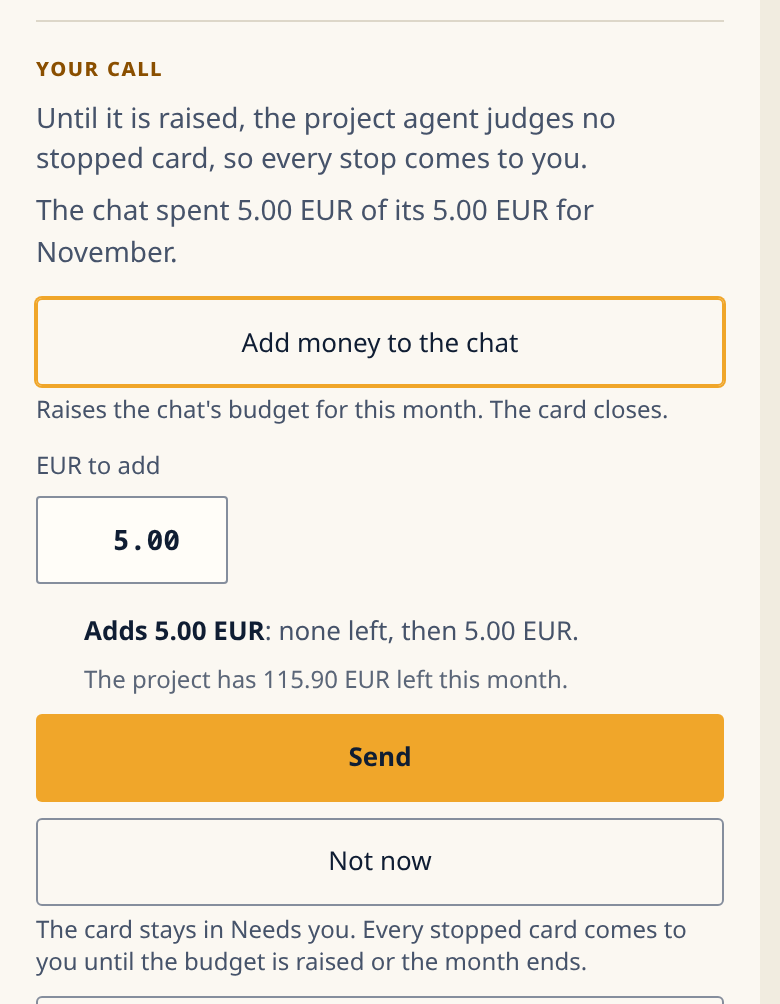 YOUR CALL
Until it is raised, the project agent judges no
stopped card, so every stop comes to you.
The chat spent 5.00 EUR of its 5.00 EUR for
November.
Add money to the chat
Raises the chat's budget for this month. The card closes.
EUR to add
5.00
Adds 5.00 EUR: none left, then 5.00 EUR.
The project has 115.90 EUR left this month.
Send
Not now
The card stays in Needs you. Every stopped card comes to
you until the budget is raised or the month ends.